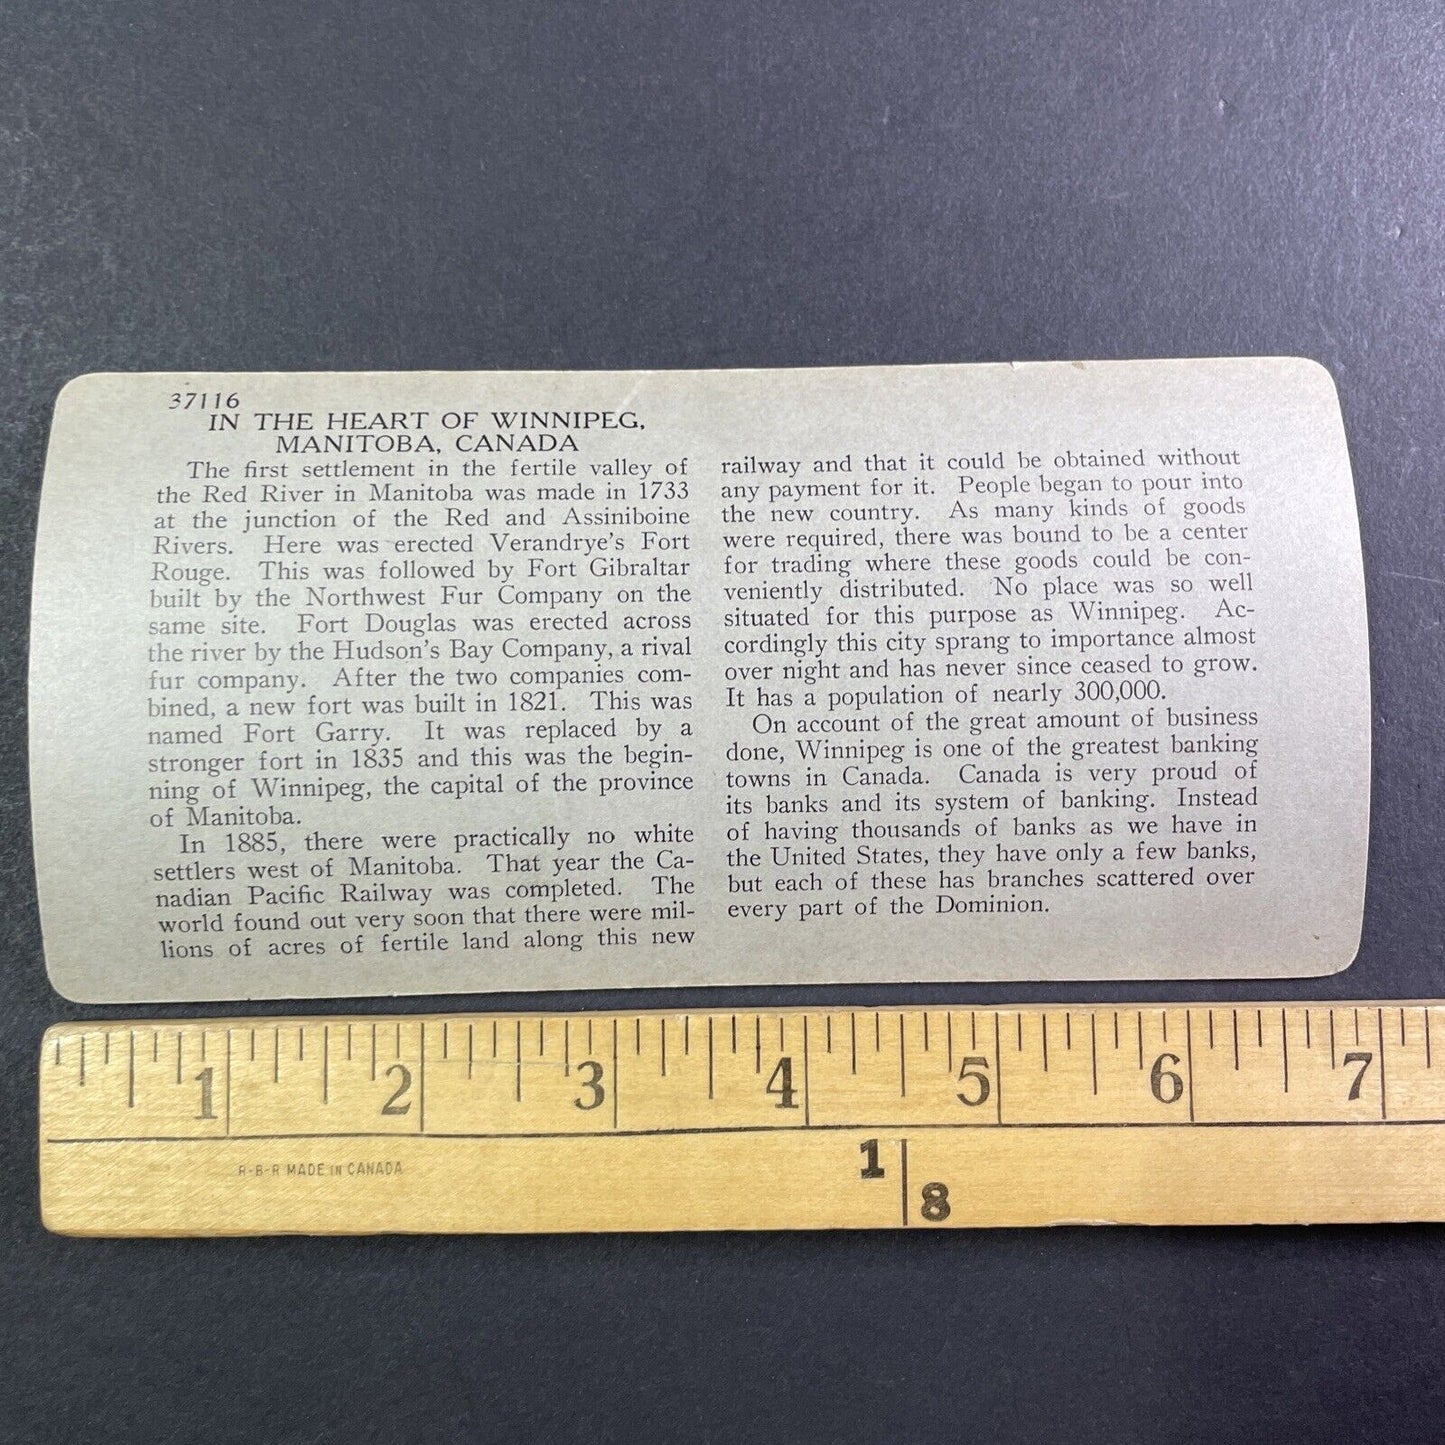 37116
IN THE HEART OF WINNIPEG,
MANITOBA, CANADA
The first settlement in the fertile valley of
the Red River in Manitoba was made in 1733
at the junction of the Red and Assiniboine
Rivers. Here was erected Verandrye's Fort
Rouge. This was followed by Fort Gibraltar
built by the Northwest Fur Company on the
same site. Fort Douglas was erected across
the river by the Hudson's Bay Company, a rival
fur company. After the two companies com-
bined, a new fort was built in 1821. This was
named Fort Garry. It was replaced by a
stronger fort in 1835 and this was the begin-
ning of Winnipeg, the capital of the province
of Manitoba.
In 1885, there were practically no white
settlers west of Manitoba. That year the Ca-
nadian Pacific Railway was completed. The
world found out very soon that there were mil-
lions of acres of fertile land along this new
railway and that it could be obtained without
any payment for it. People began to pour into
the new country. As many kinds of goods
were required, there was bound to be a center
for trading where these goods could be con-
veniently distributed. No place was so well
situated for this purpose as Winnipeg. Ac-
cordingly this city sprang to importance almost
over night and has never since ceased to grow.
It has a population of nearly 300,000.
On account of the great amount of business
done, Winnipeg is one of the greatest banking
towns in Canada. Canada is very proud of
its banks and its system of banking. Instead
of having thousands of banks as we have in
the United States, they have only a few banks,
but each of these has branches scattered over
every part of the Dominion.
1 2 3 4 5 6 7
R-B-R MADE IN CANADA
1
8